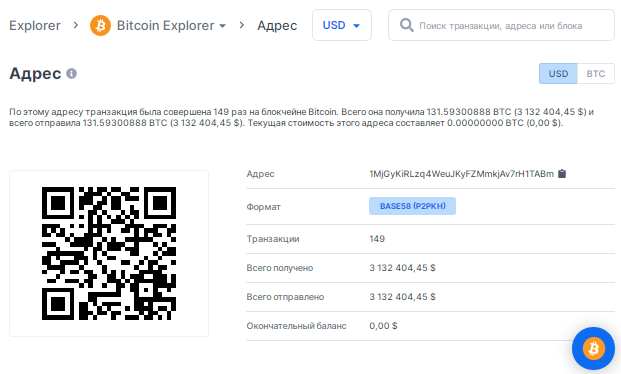 Explorer > Bitcoin Explorer > Адрес USD Поиск транзакции, адреса или блока
Адрес USD BTC
По этому адресу транзакция была совершена 149 раз на блокчейне Bitcoin. Всего она получила 131.59300888 BTC (3 132 404,45 $) и
всего отправила 131.59300888 BTC (3 132 404,45 $). Текущая стоимость этого адреса составляет 0.00000000 BTC (0,00 $).
Адрес 1MjGyKiRLzq4WeuJKyFZMmkjAv7rH1TABm
Формат BASE58 (P2PKH)
Транзакции 149
Всего получено 3 132 404,45 $
Всего отправлено 3 132 404,45 $
Окончательный баланс 0,00 $